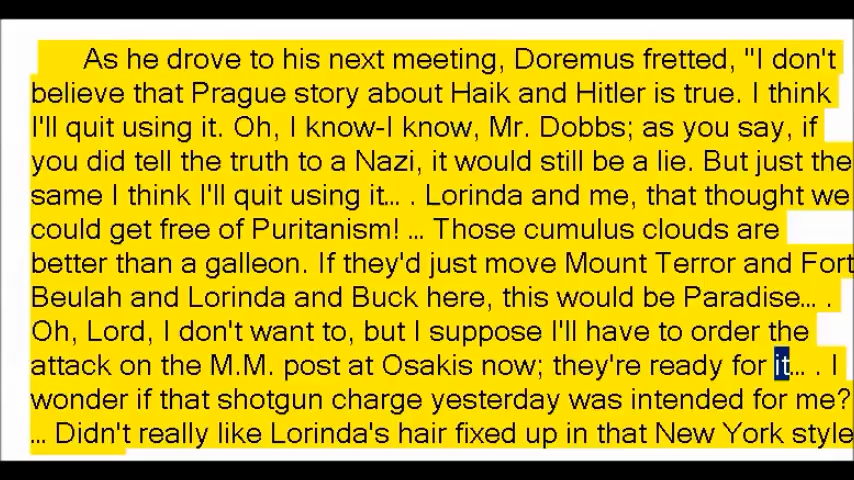 As he drove to his next meeting, Doremus fretted, "I don't
believe that Prague story about Haik and Hitler is true. I think
I'll quit using it. Oh, I know-I know, Mr. Dobbs; as you say, if
you did tell the truth to a Nazi, it would still be a lie. But just the
same I think I'll quit using it... . Lorinda and me, that thought we
could get free of Puritanism! ... Those cumulus clouds are
better than a galleon. If they'd just move Mount Terror and Fort
Beulah and Lorinda and Buck here, this would be Paradise... .
Oh, Lord, I don't want to, but I suppose I'll have to order the
attack on the M.M. post at Osakis now; they're ready for it... . I
wonder if that shotgun charge yesterday was intended for me?
... Didn't really like Lorinda's hair fixed up in that New York style